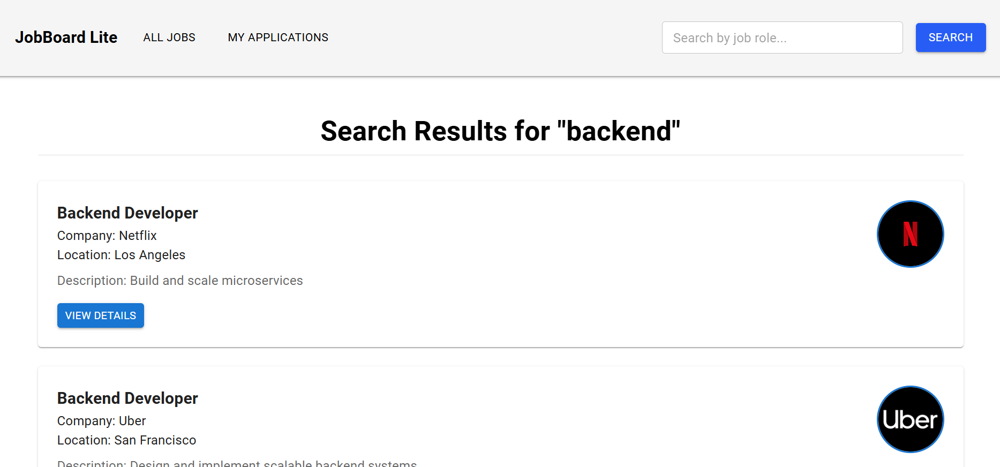 JobBoard Lite
ALL JOBS
MY APPLICATIONS
Search by job role...
SEARCH
Search Results for "backend"
Backend Developer
Company: Netflix
Location: Los Angeles
Description: Build and scale microservices
VIEW DETAILS
N
Backend Developer
Company: Uber
Location: San Francisco
Description: Design and implement scalable backend systems
Uber